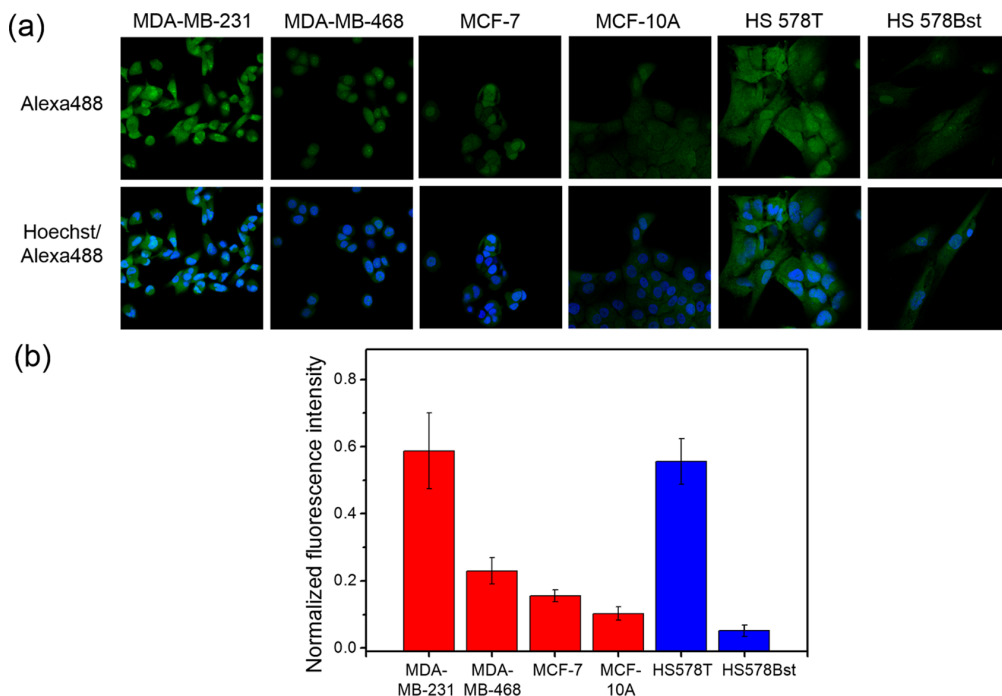 (a)
MDA-MB-231 MDA-MB-468 MCF-7 MCF-10A HS 578T HS 578Bst
Alexa488
Hoechst/
Alexa488
(b)
Normalized fluorescence intensity
0.8
0.6
0.4
0.2
0.0
MDA-
MB-231
MDA-
MB-468
MCF-7
MCF-
10A
HS578T
HS578Bst